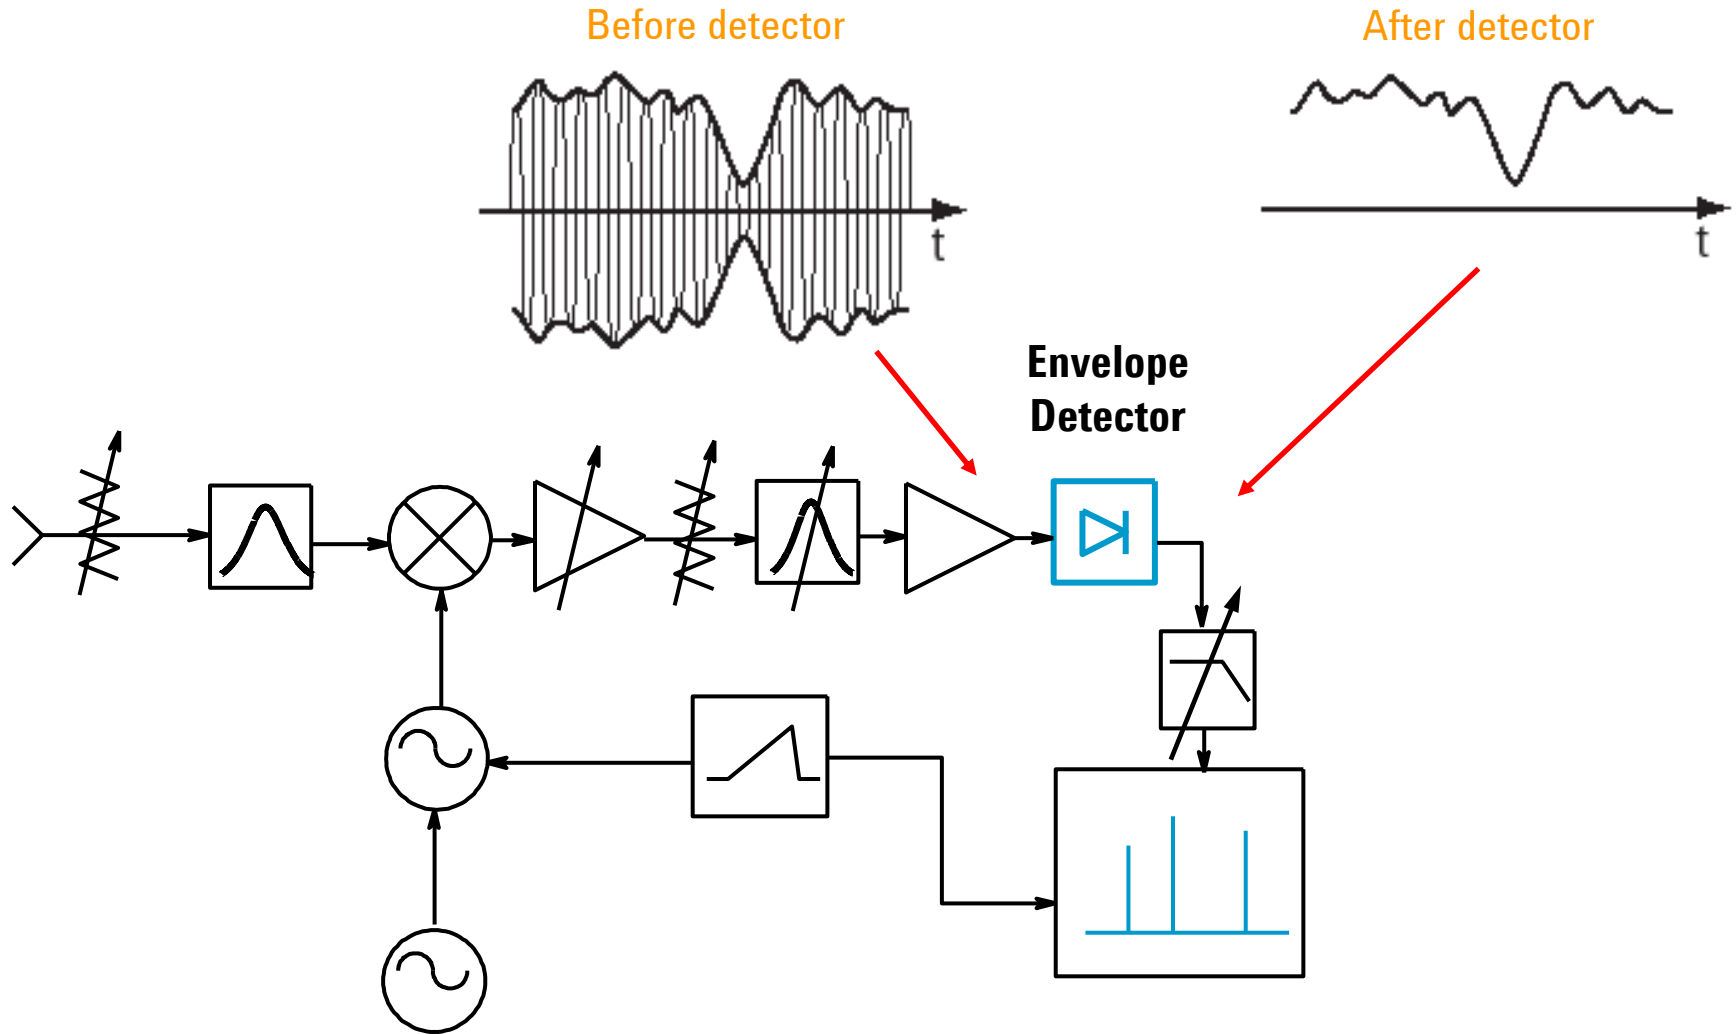 Before detector
After detector
t
t
Envelope
Detector